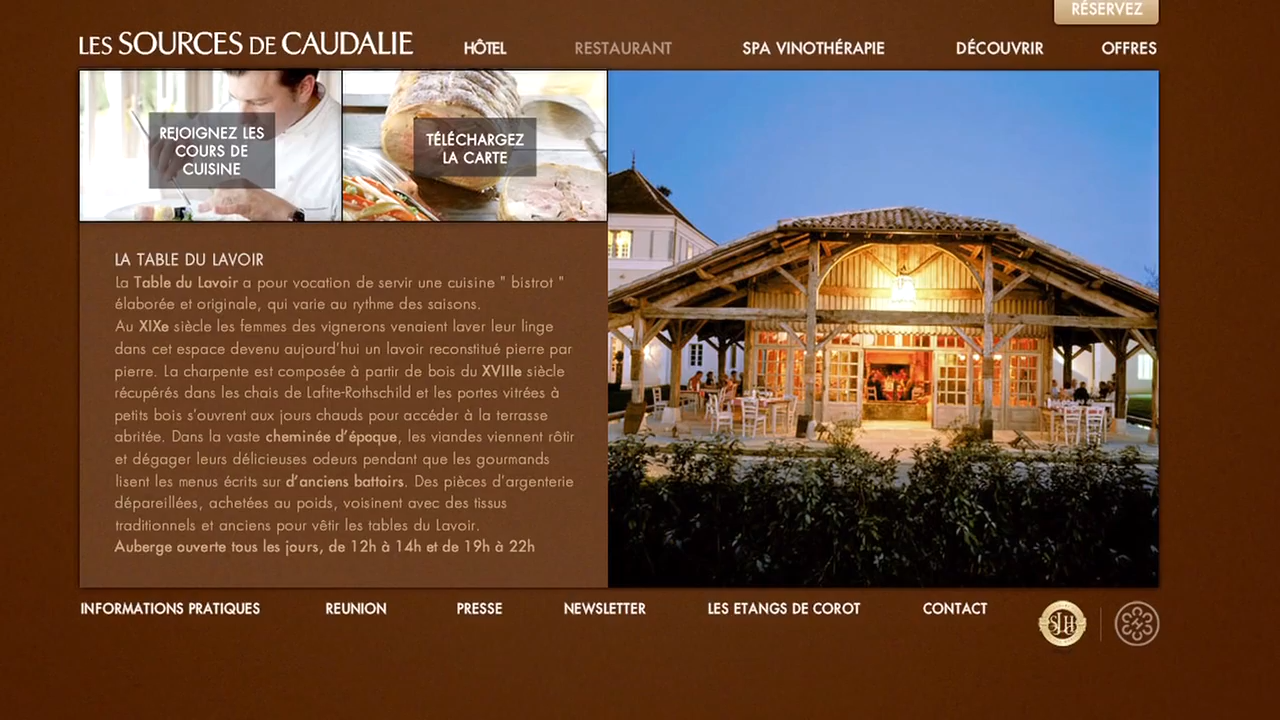 RÉSERVEZ
LES SOURCES DE CAUDALIE
HÔTEL
RESTAURANT
SPA VINOTHÉRAPIE
DÉCOUVRIR
OFFRES
REJOIGNEZ LES
COURS DE
CUISINE
TÉLÉCHARGEZ
LA CARTE
LA TABLE DU LAVOIR
La Table du Lavoir a pour vocation de servir une cuisine " bistrot "
élaborée et originale, qui varie au rythme des saisons.
Au XIXe siècle les femmes des vignerons venaient laver leur linge
dans cet espace devenu aujourd'hui un lavoir reconstitué pierre par
pierre. La charpente est composée à partir de bois du XVIIIe siècle
récupérés dans les chais de Lafite-Rothschild et les portes vitrées à
petits bois s'ouvrent aux jours chauds pour accéder à la terrasse
abritée. Dans la vaste cheminée d'époque, les viandes viennent rôtir
et dégager leurs délicieuses odeurs pendant que les gourmands
lisent les menus écrits sur d'anciens battoirs. Des pièces d'argenterie
dépareillées, achetées au poids, voisinent avec des tissus
traditionnels et anciens pour vêtir les tables du Lavoir.
Auberge ouverte tous les jours, de 12h à 14h et de 19h à 22h
INFORMATIONS PRATIQUES
REUNION
PRESSE
NEWSLETTER
LES ETANGS DE COROT
CONTACT
SLH